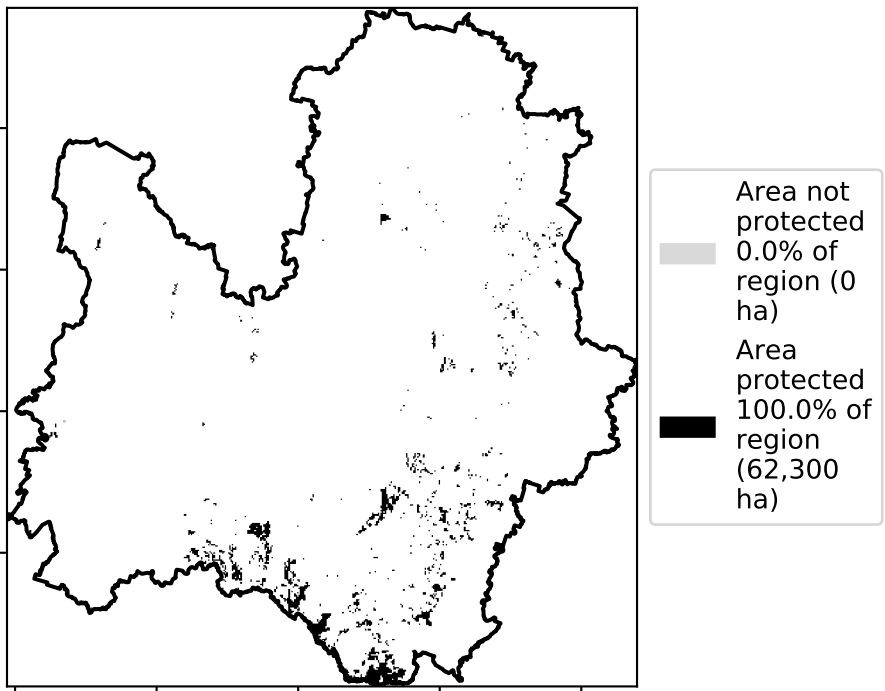 Area not
protected
0.0% of
region (0
ha)
Area
protected
100.0% of
region
(62,300
ha)